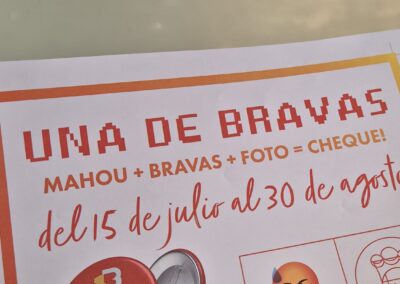 UNA DE BRAVAS
MAHOU + BRAVAS + FOTO = CHEQUE!
del 15 de julio al 30 de agosto